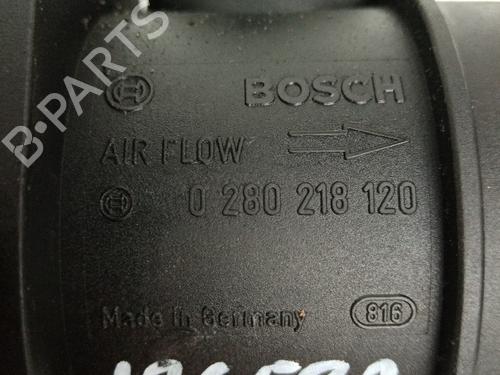 B-PARTS
BOSCH
AIR FLOW
0 280 218 120
Made in Germany 816